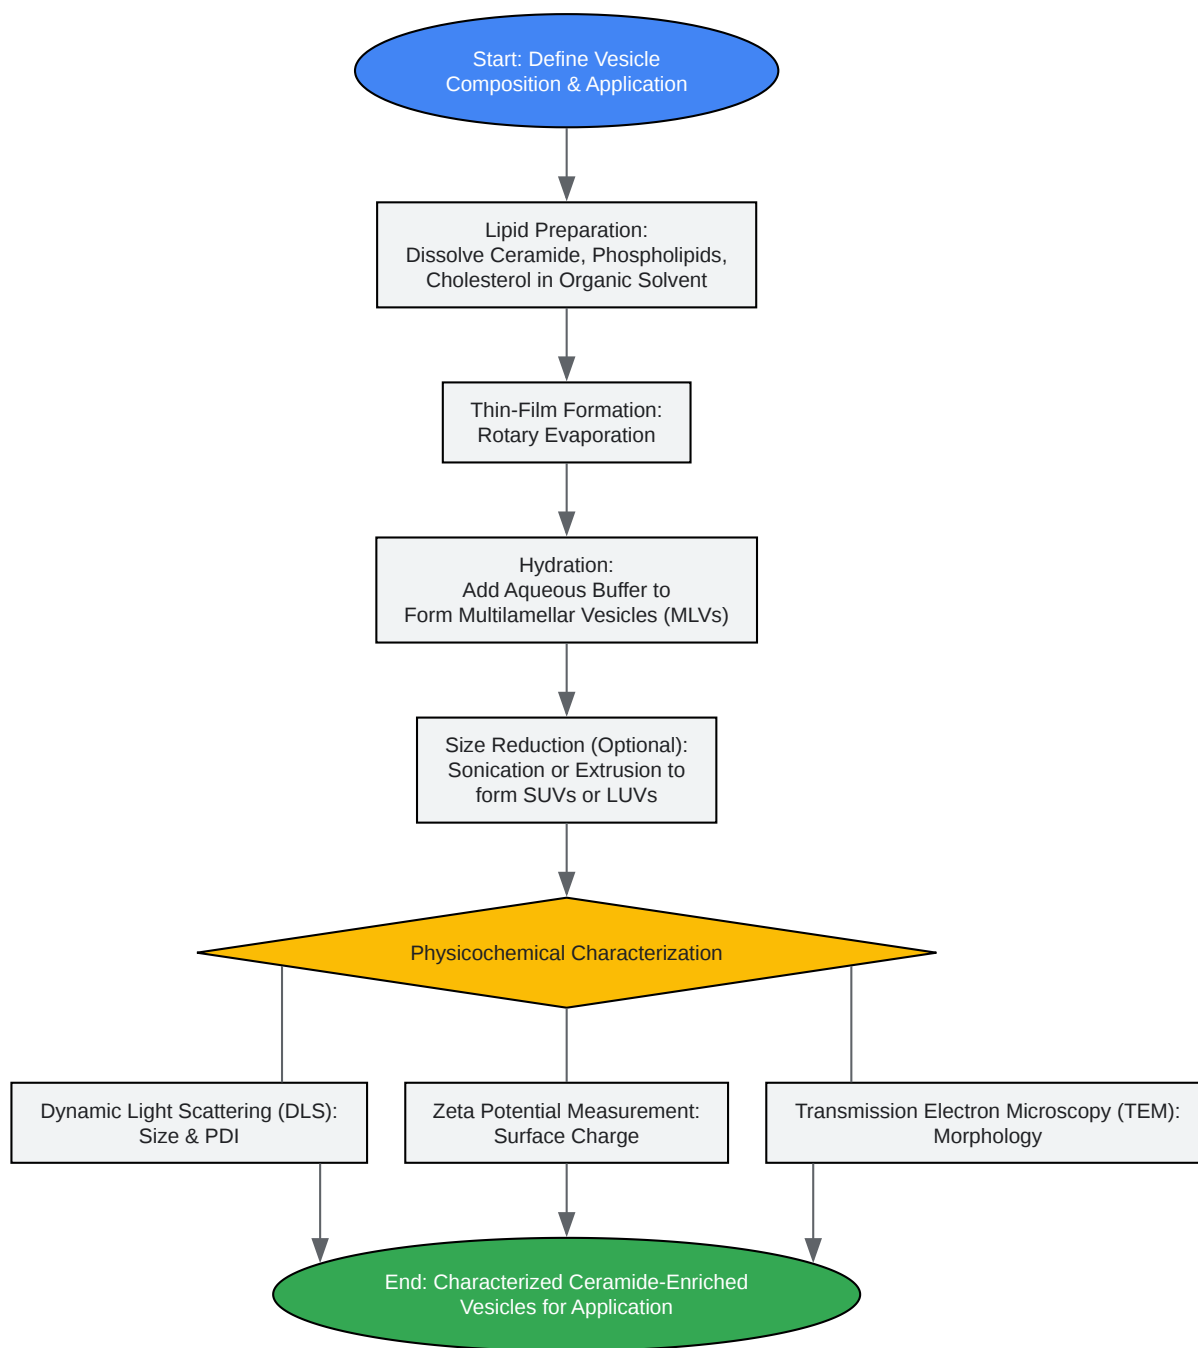 Start: Define Vesicle
Composition & Application
Lipid Preparation:
Dissolve Ceramide, Phospholipids,
Cholesterol in Organic Solvent
Thin-Film Formation:
Rotary Evaporation
Hydration:
Add Aqueous Buffer to
Form Multilamellar Vesicles (MLVs)
Size Reduction (Optional):
Sonication or Extrusion to
form SUVs or LUVs
Physicochemical Characterization
Dynamic Light Scattering (DLS):
Size & PDI
Zeta Potential Measurement:
Surface Charge
Transmission Electron Microscopy (TEM):
Morphology
End: Characterized Ceramide-Enriched
Vesicles for Application